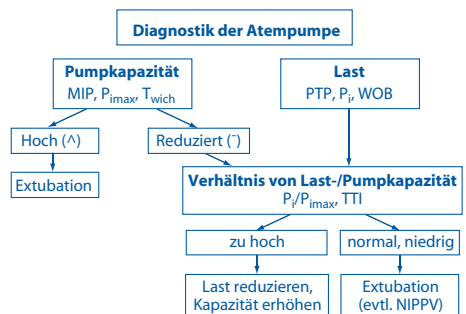 Diagnostik der Atempumpe
Pumpkapazität
MIP, Pimax, Twich
Last
PTP, Pi, WOB
Hoch (^)
Reduziert (¯)
Extubation
Verhältnis von Last-/Pumpkapazität
Pi/Pimax, TTI
zu hoch
normal, niedrig
Last reduzieren,
Kapazität erhöhen
Extubation
(evtl. NIPPV)